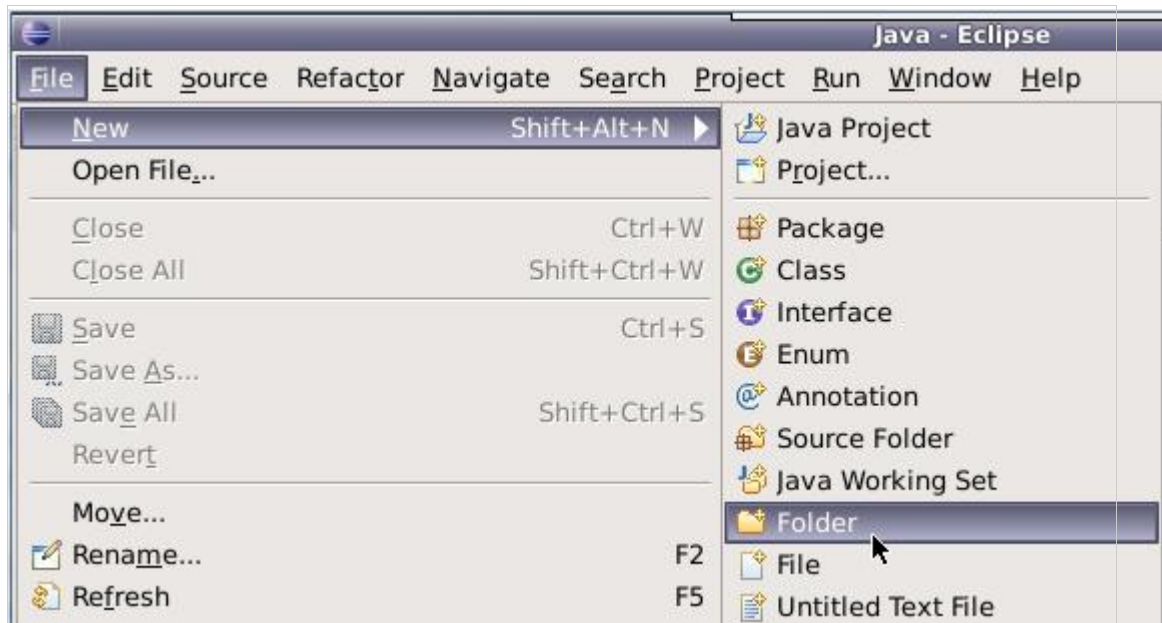 Java - Eclipse
File Edit Source Refactor Navigate Search Project Run Window Help
New Shift+Alt+N
Open File...
Close Ctrl+W
Close All Shift+Ctrl+W
Save Ctrl+S
Save As...
Save All Shift+Ctrl+S
Revert
Move...
Rename... F2
Refresh F5
Java Project
Project...
Package
Class
Interface
Enum
Annotation
Source Folder
Java Working Set
Folder
File
Untitled Text File